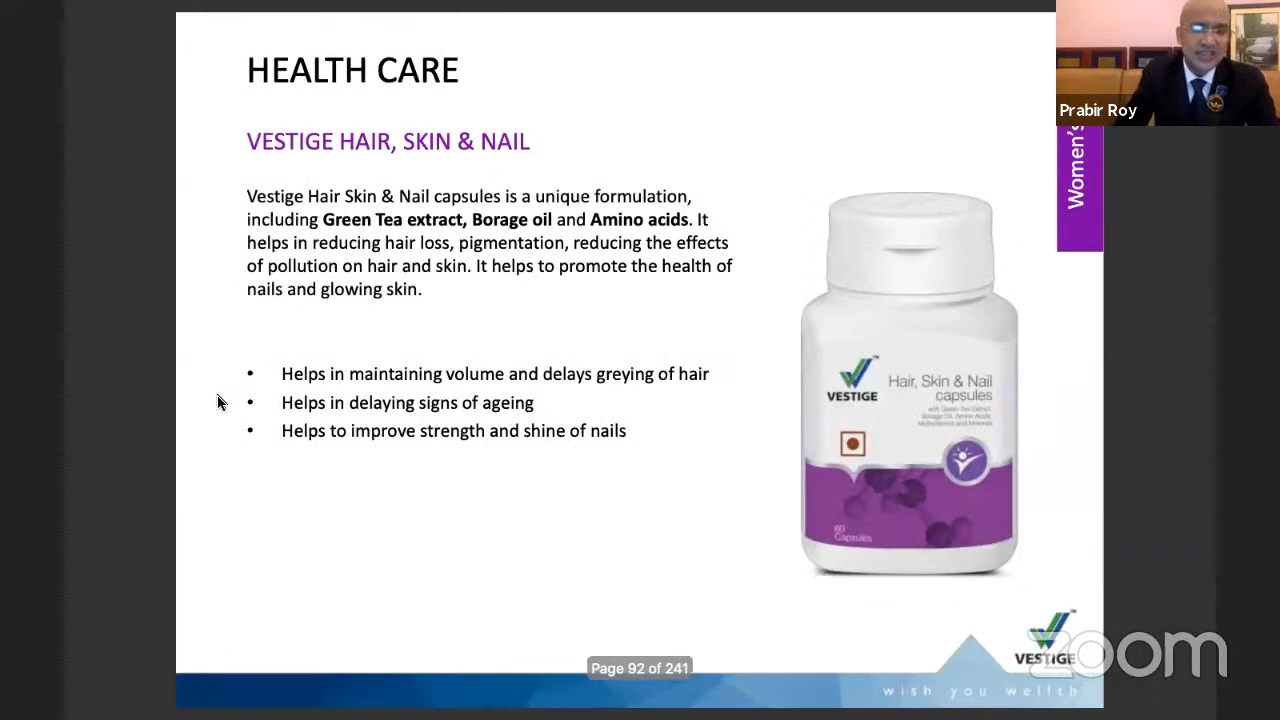 HEALTH CARE
Prabir Roy
Women's
VESTIGE HAIR, SKIN & NAIL
Vestige Hair Skin & Nail capsules is a unique formulation,
including Green Tea extract, Borage oil and Amino acids. It
helps in reducing hair loss, pigmentation, reducing the effects
of pollution on hair and skin. It helps to promote the health of
nails and glowing skin.
• Helps in maintaining volume and delays greying of hair
• Helps in delaying signs of ageing
• Helps to improve strength and shine of nails
VESTIGE
Hair, Skin & Nail
capsules
with Green Tea Extract,
Borage Oil, Amino Acids,
Multivitamins and Minerals
60
Capsules
VESTIGE
zoom
Page 92 of 241
wish you wellth